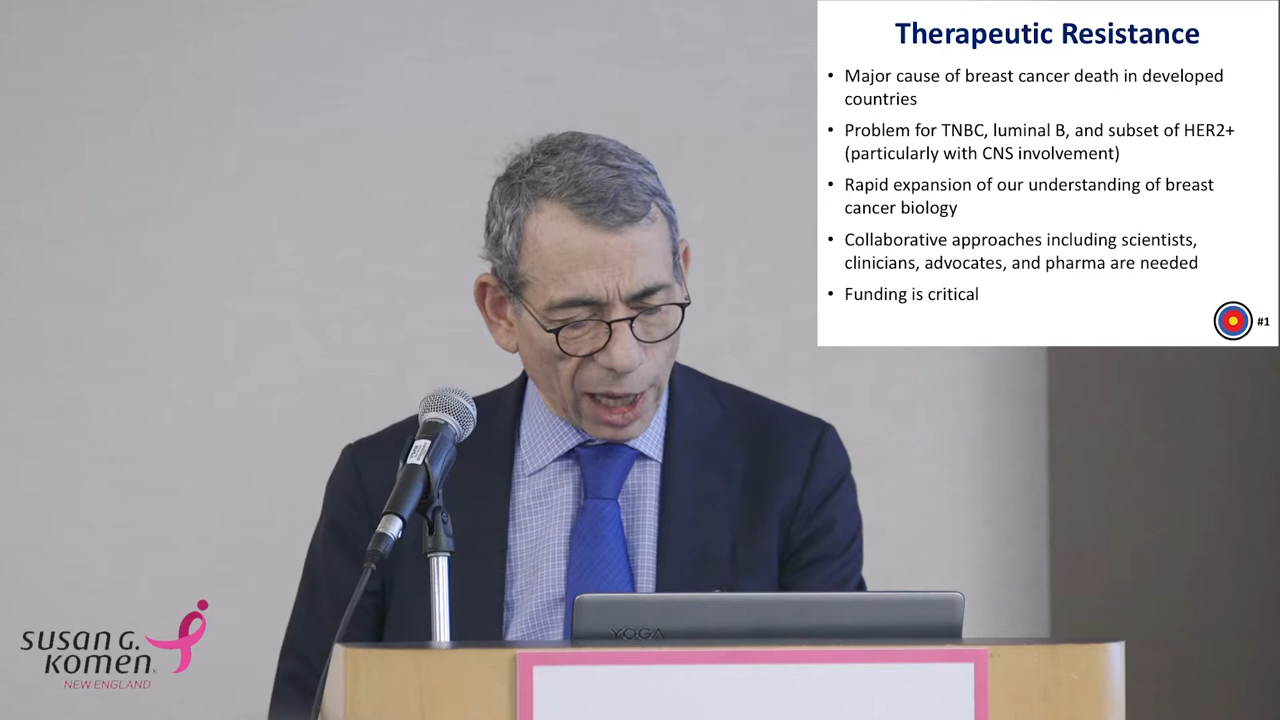 Therapeutic Resistance
• Major cause of breast cancer death in developed
countries
• Problem for TNBC, luminal B, and subset of HER2+
(particularly with CNS involvement)
• Rapid expansion of our understanding of breast
cancer biology
• Collaborative approaches including scientists,
clinicians, advocates, and pharma are needed
• Funding is critical
#1
YOGA
susan G.
komen®
NEW ENGLAND